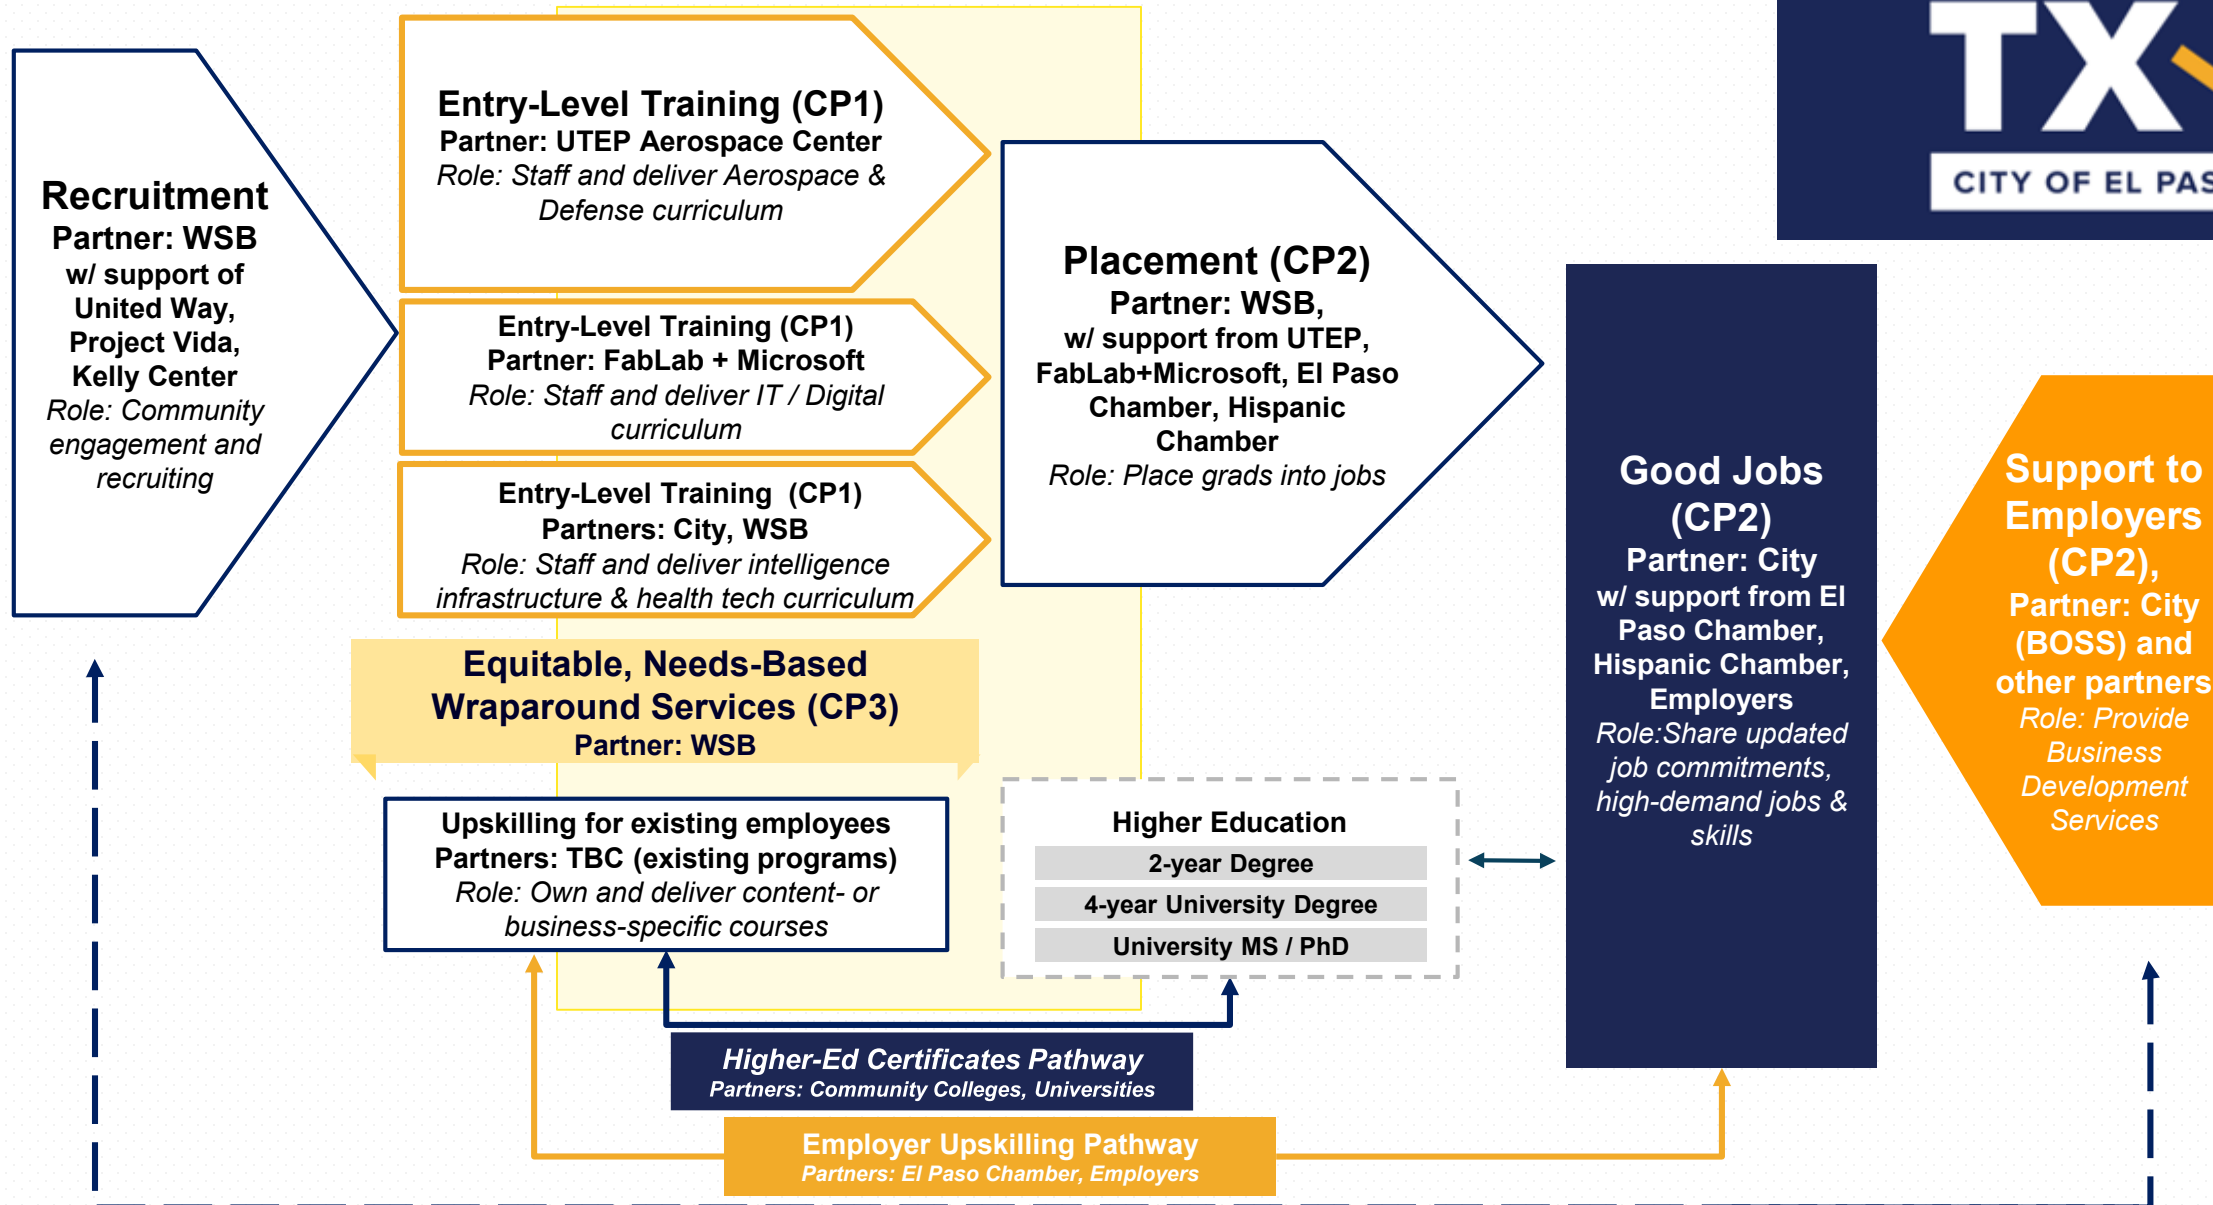 TX
CITY OF EL PAS
Recruitment
Partner: WSB
w/ support of
United Way,
Project Vida,
Kelly Center
Role: Community
engagement and
recruiting
Entry-Level Training (CP1)
Partner: UTEP Aerospace Center
Role: Staff and deliver Aerospace &
Defense curriculum
Entry-Level Training (CP1)
Partner: FabLab + Microsoft
Role: Staff and deliver IT / Digital
curriculum
Entry-Level Training (CP1)
Partners: City, WSB
Role: Staff and deliver intelligence
infrastructure & health tech curriculum
Equitable, Needs-Based
Wraparound Services (CP3)
Partner: WSB
Upskilling for existing employees
Partners: TBC (existing programs)
Role: Own and deliver content- or
business-specific courses
Placement (CP2)
Partner: WSB,
w/ support from UTEP,
FabLab+Microsoft, El Paso
Chamber, Hispanic
Chamber
Role: Place grads into jobs
Higher Education
2-year Degree
4-year University Degree
University MS / PhD
Good Jobs
(CP2)
Partner: City
w/ support from El
Paso Chamber,
Hispanic Chamber,
Employers
Role:Share updated
job commitments,
high-demand jobs &
skills
Support to
Employers
(CP2),
Partner: City
(BOSS) and
other partners
Role: Provide
Business
Development
Services
Higher-Ed Certificates Pathway
Partners: Community Colleges, Universities
Employer Upskilling Pathway
Partners: El Paso Chamber, Employers